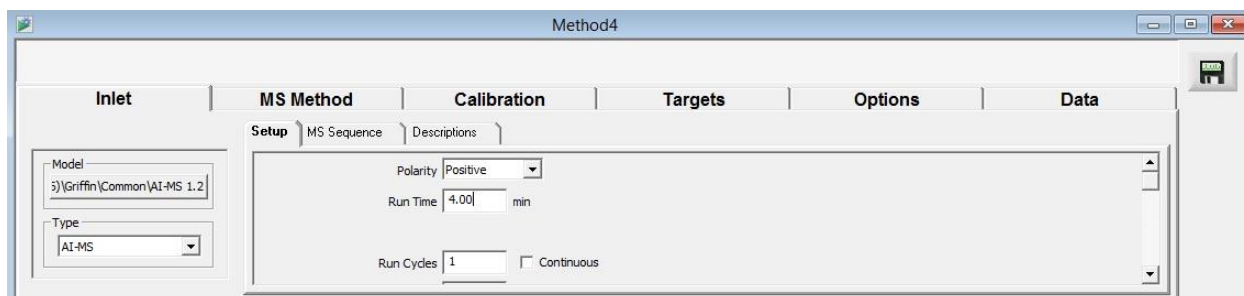 Method4
Inlet MS Method Calibration Targets Options Data
Setup MS Sequence Descriptions
Model
5)\Griffin\Common\AI-MS 1.2
Type
AI-MS
Polarity Positive
Run Time 4.00 min
Run Cycles 1 Continuous